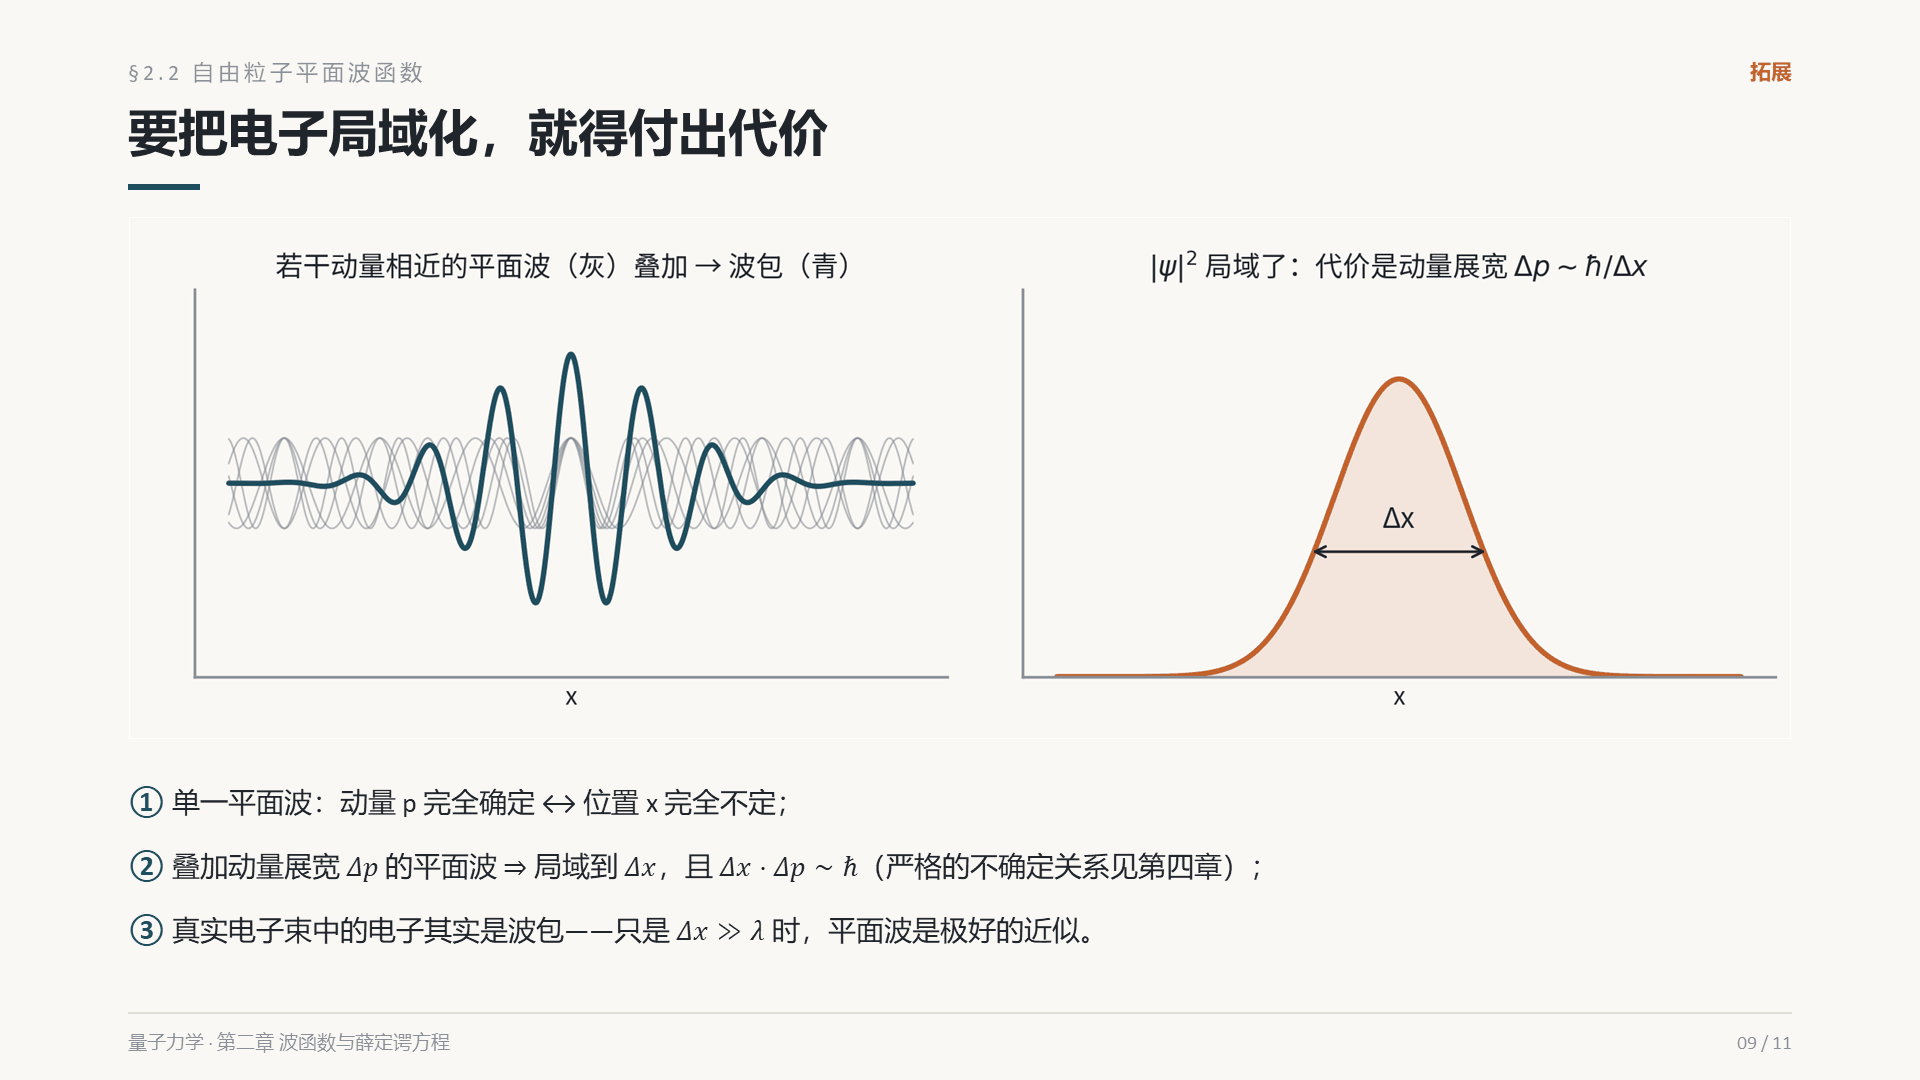 §2.2 自由粒子平面波函数
拓展
要把电子局域化，就得付出代价
若干动量相近的平面波（灰）叠加 → 波包（青）
x
|ψ|² 局域了：代价是动量展宽 Δp ~ ℏ/Δx
Δx
x
① 单一平面波：动量 p 完全确定 ↔ 位置 x 完全不定；
② 叠加动量展宽 Δp 的平面波 ⇒ 局域到 Δx，且 Δx · Δp ~ ℏ（严格的不确定关系见第四章）；
③ 真实电子束中的电子其实是波包——只是 Δx ≫ λ 时，平面波是极好的近似。
量子力学 · 第二章 波函数与薛定谔方程
09 / 11